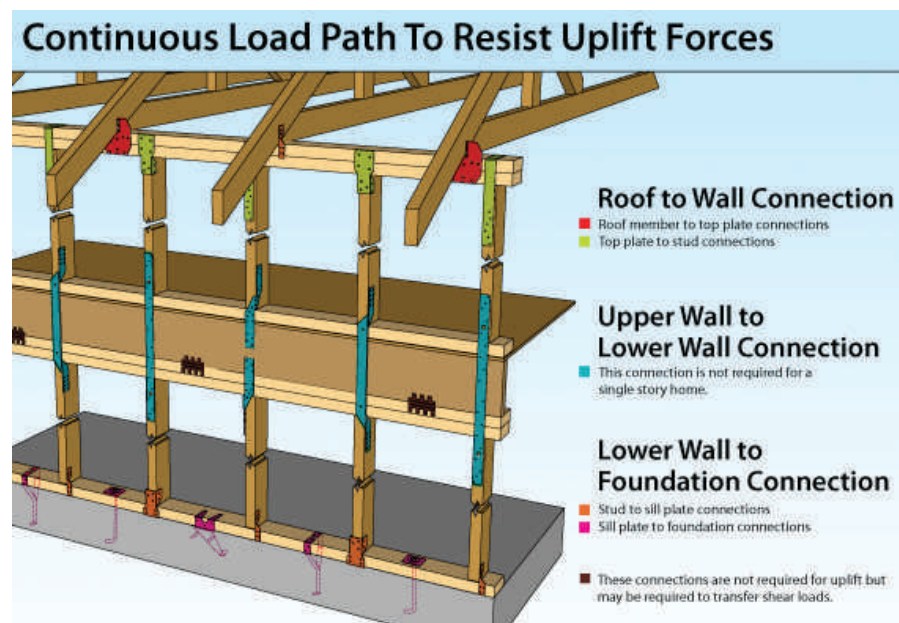 Continuous Load Path To Resist Uplift Forces
Roof to Wall Connection
Roof member to top plate connections
Top plate to stud connections
Upper Wall to
Lower Wall Connection
This connection is not required for a
single story home.
Lower Wall to
Foundation Connection
Stud to sill plate connections
Sill plate to foundation connections
These connections are not required for uplift but
may be required to transfer shear loads.